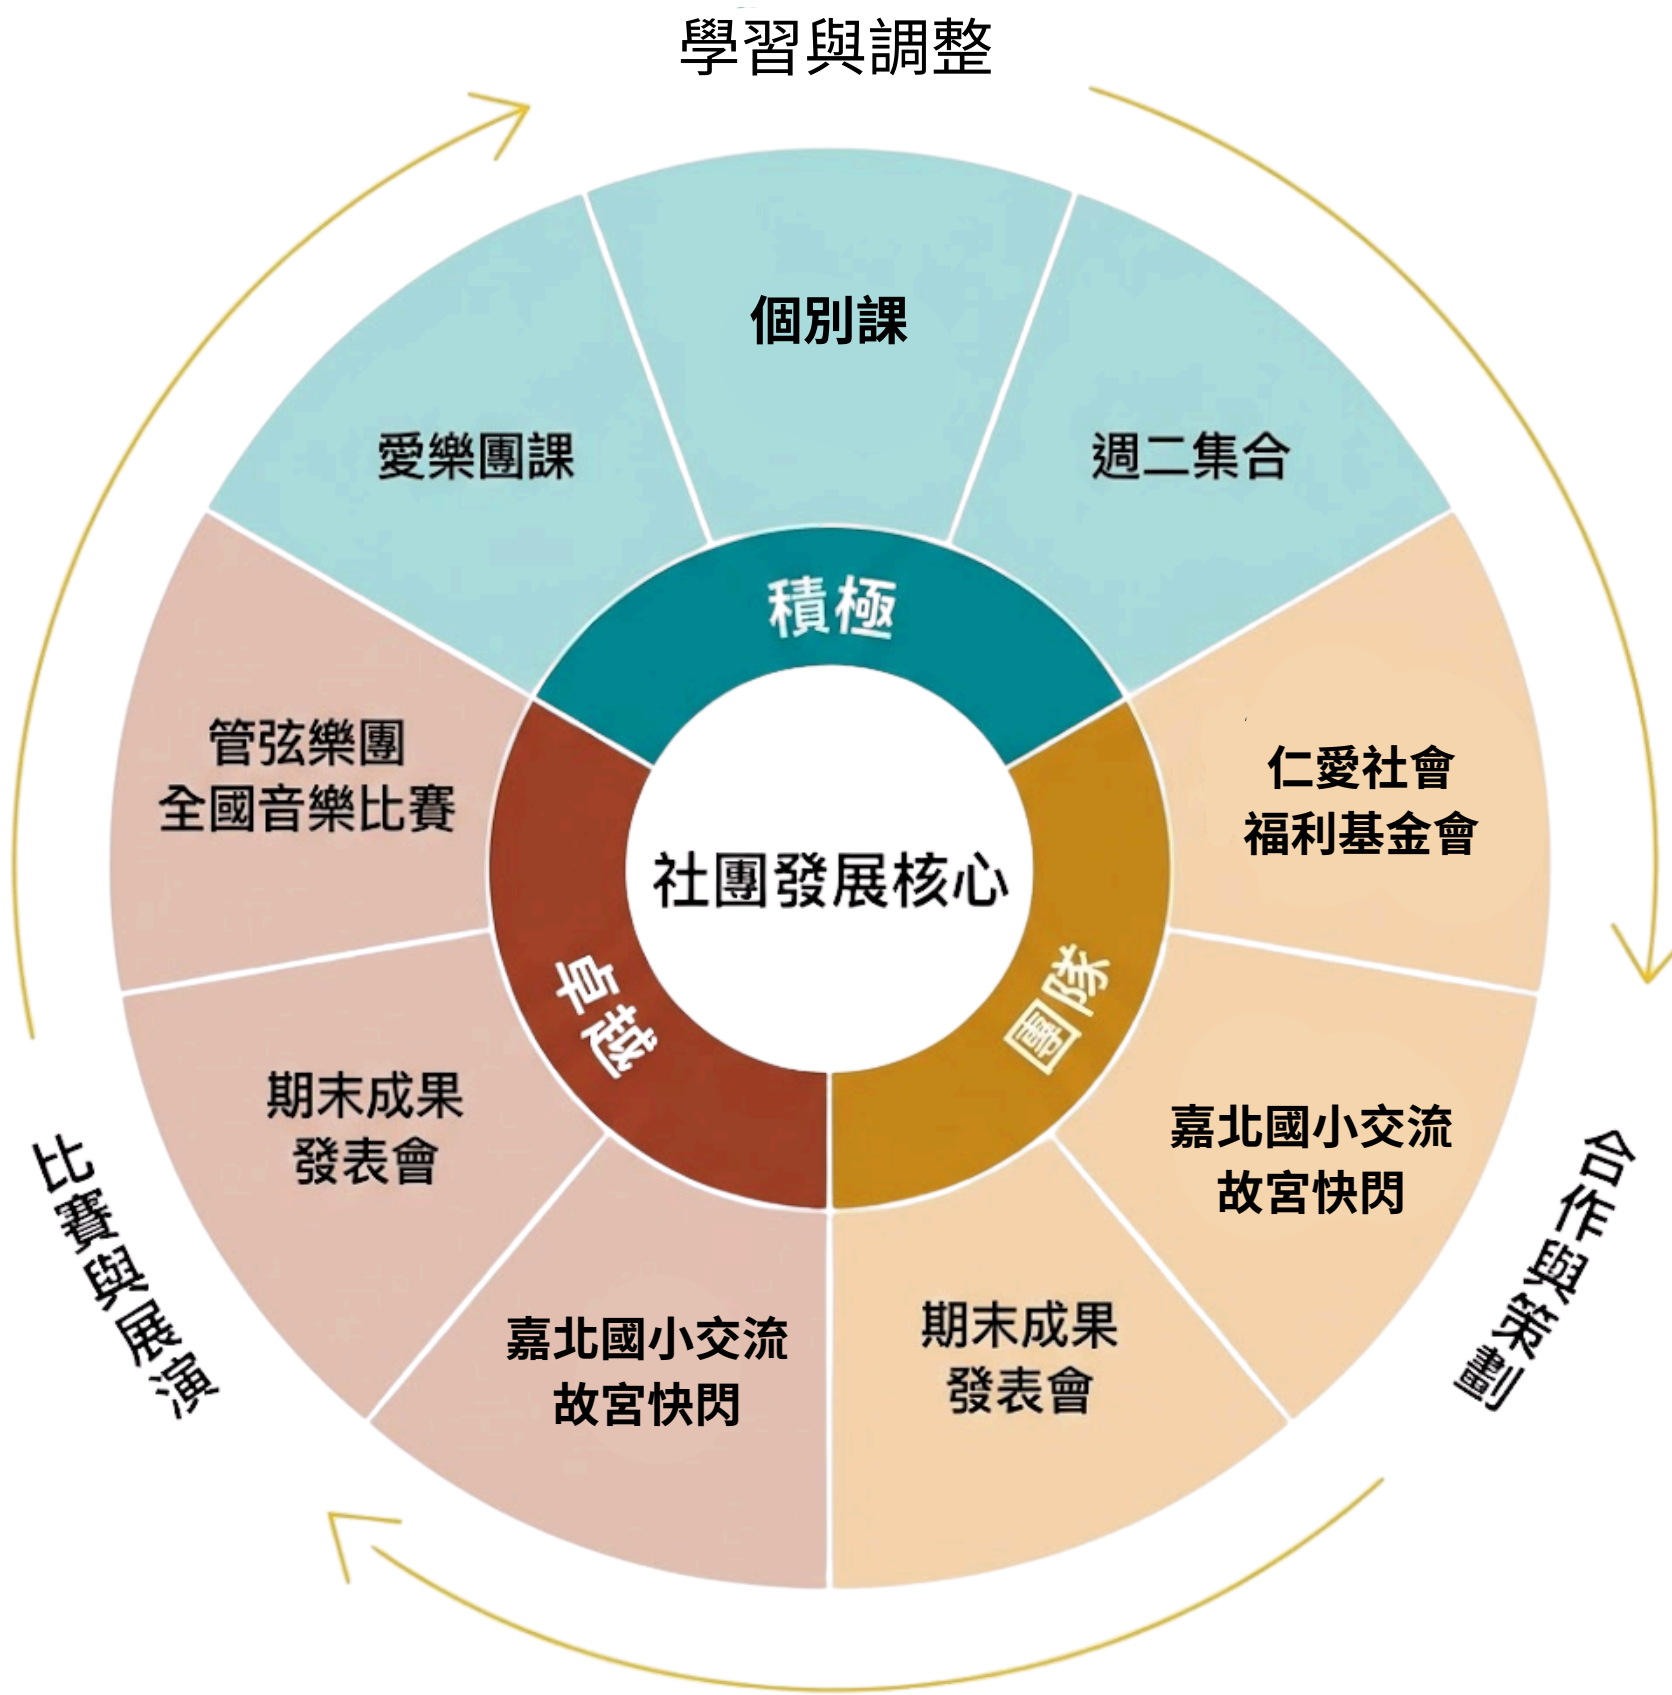 學習與調整
個別課
愛樂團課
週二集合
積極
管弦樂團
全國音樂比賽
仁愛社會
福利基金會
社團發展核心
卓越
團隊
期末成果
發表會
嘉北國小交流
故宮快閃
比賽與展演
合作與策劃
嘉北國小交流
故宮快閃
期末成果
發表會